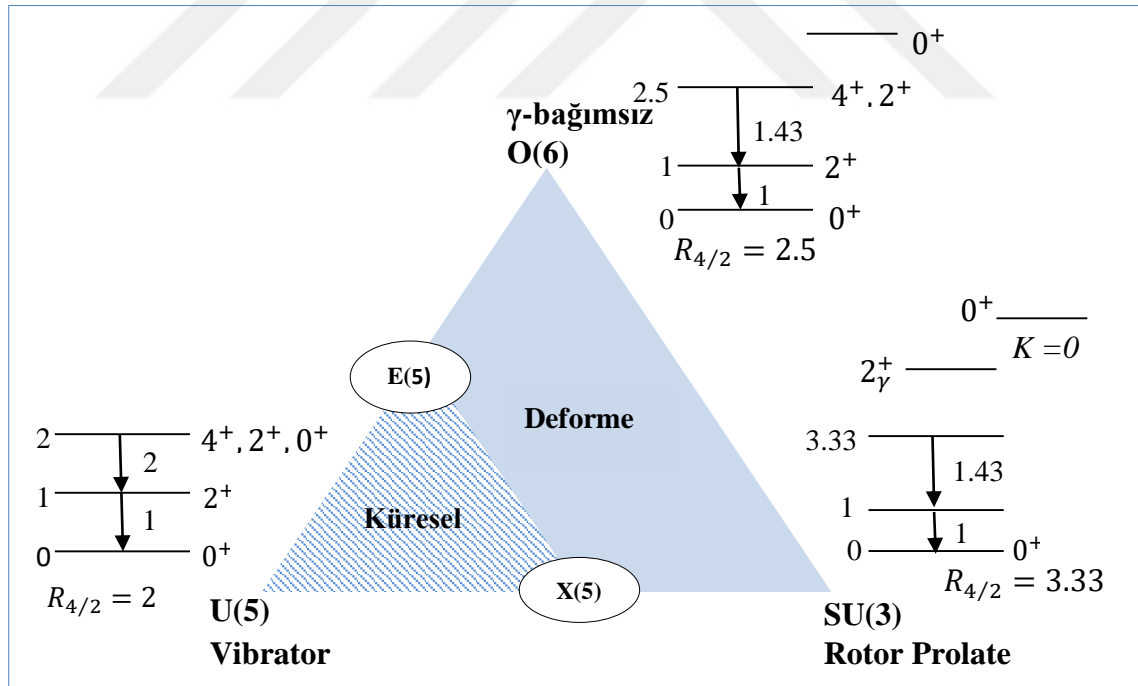 0⁺
2.5
4⁺, 2⁺
γ-bağımsız
O(6)
1.43
1
2⁺
1
0
0⁺
R₄/₂ = 2.5
0⁺
K =0
2⁺γ
E(5)
Deforme
3.33
1.43
2
4⁺, 2⁺, 0⁺
2
1
2⁺
1
1
1
Küresel
0
0⁺
0
0⁺
R₄/₂ = 2
X(5)
R₄/₂ = 3.33
U(5)
Vibrator
SU(3)
Rotor Prolate